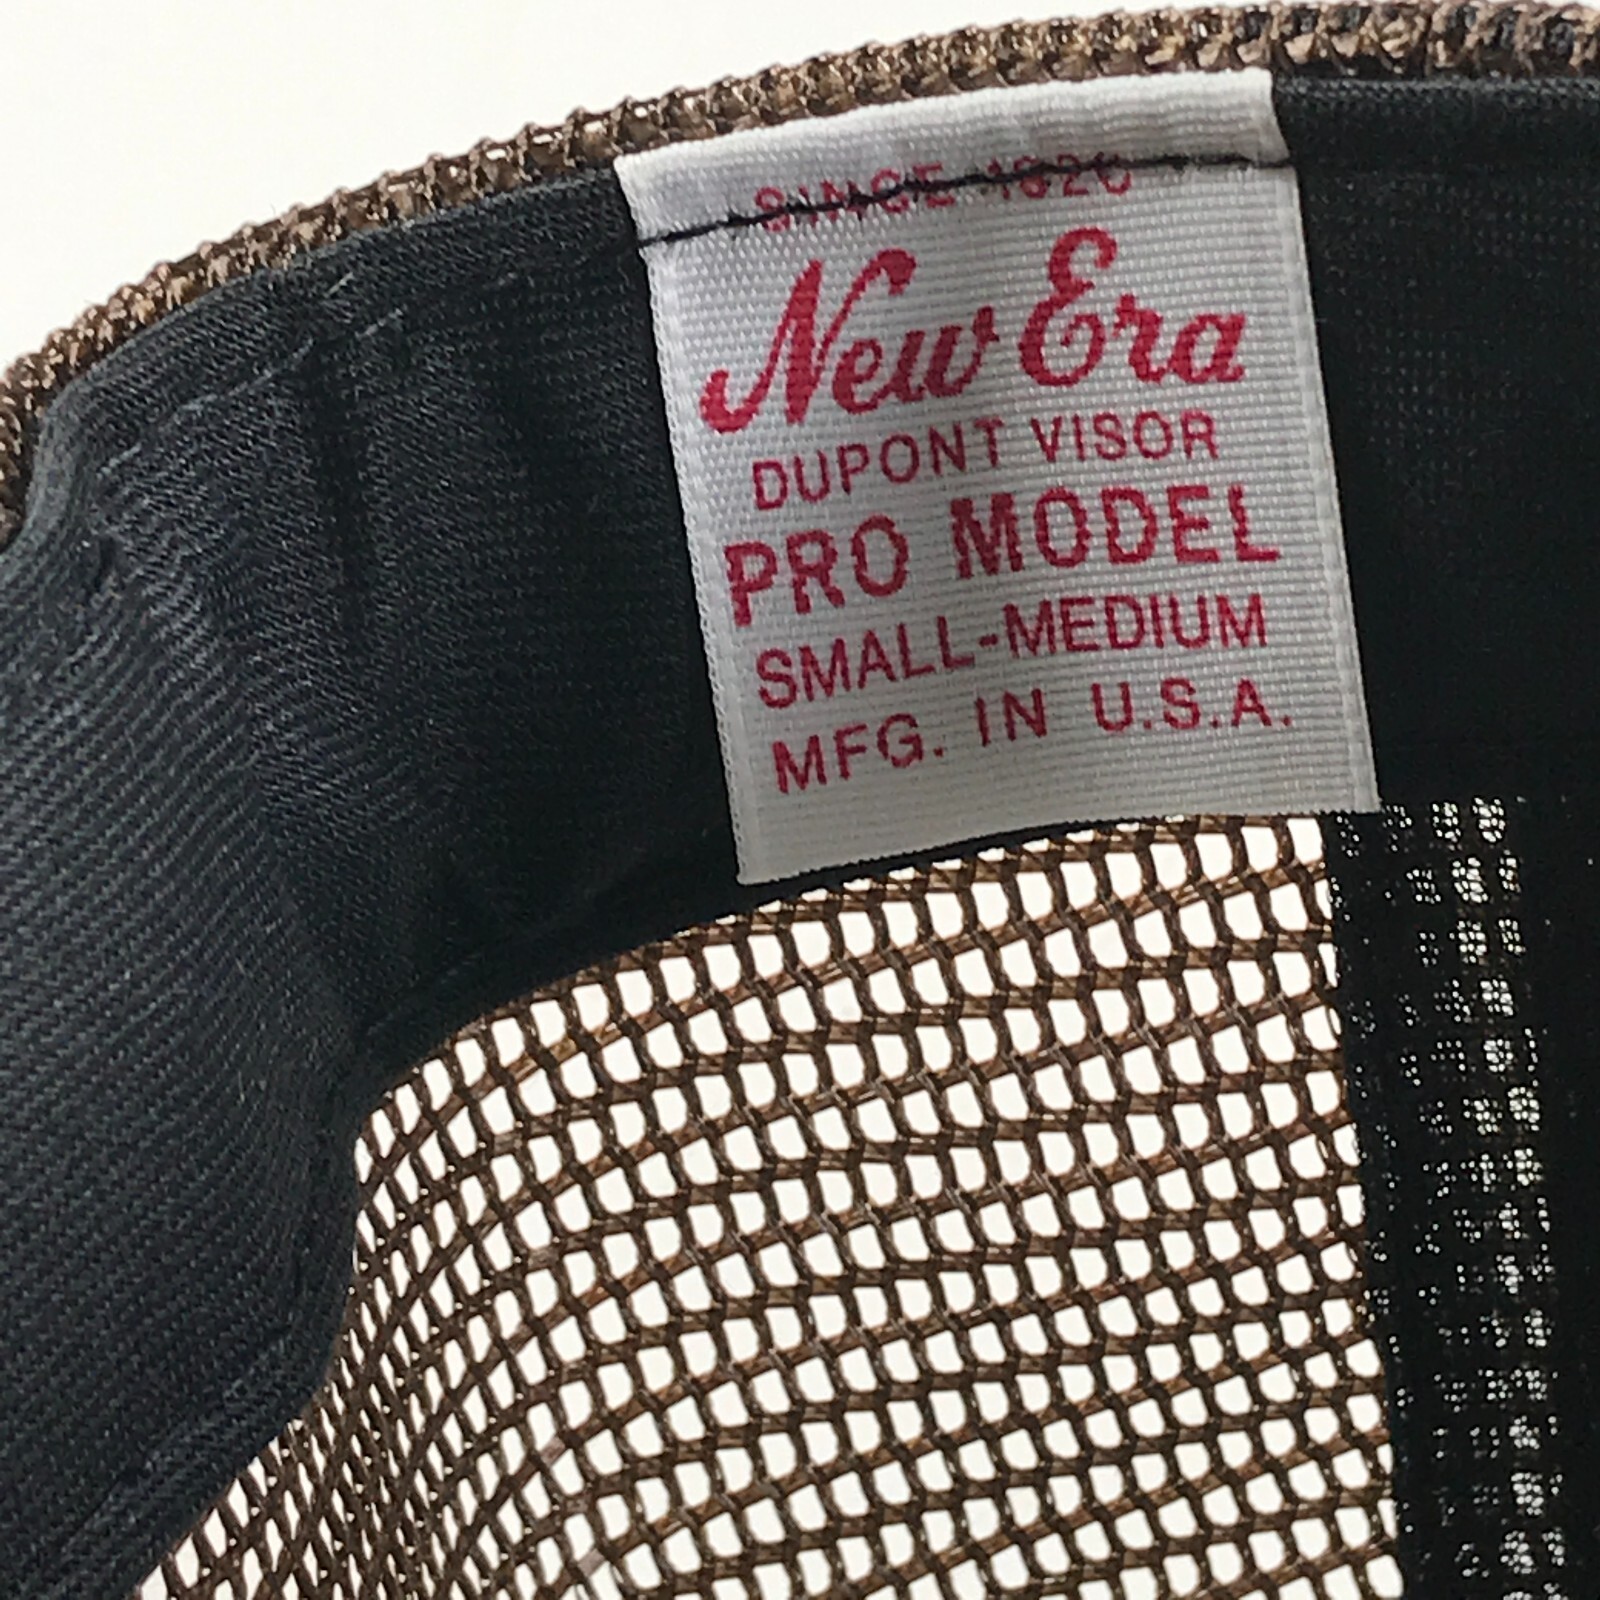 SINCE 1920
New Era
DUPONT VISOR
PRO MODEL
SMALL-MEDIUM
MFG. IN U.S.A.